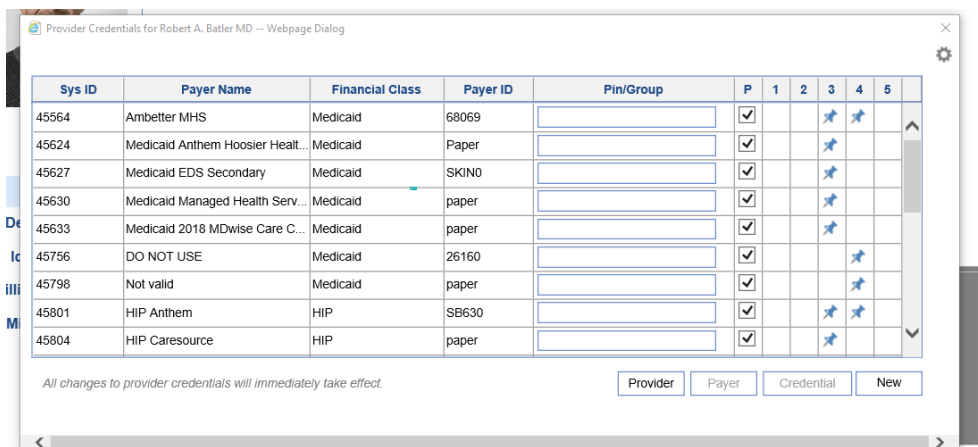 Provider Credentials for Robert A. Batler MD -- Webpage Dialog
Sys ID Payer Name Financial Class Payer ID Pin/Group P 1 2 3 4 5
45564 Ambetter MHS Medicaid 68069
45624 Medicaid Anthem Hoosier Healt... Medicaid Paper
45627 Medicaid EDS Secondary Medicaid SKIN0
45630 Medicaid Managed Health Serv... Medicaid paper
45633 Medicaid 2018 MDwise Care C... Medicaid paper
45756 DO NOT USE Medicaid 26160
45798 Not valid Medicaid paper
45801 HIP Anthem HIP SB630
45804 HIP Caresource HIP paper
All changes to provider credentials will immediately take effect.
Provider Payer Credential New